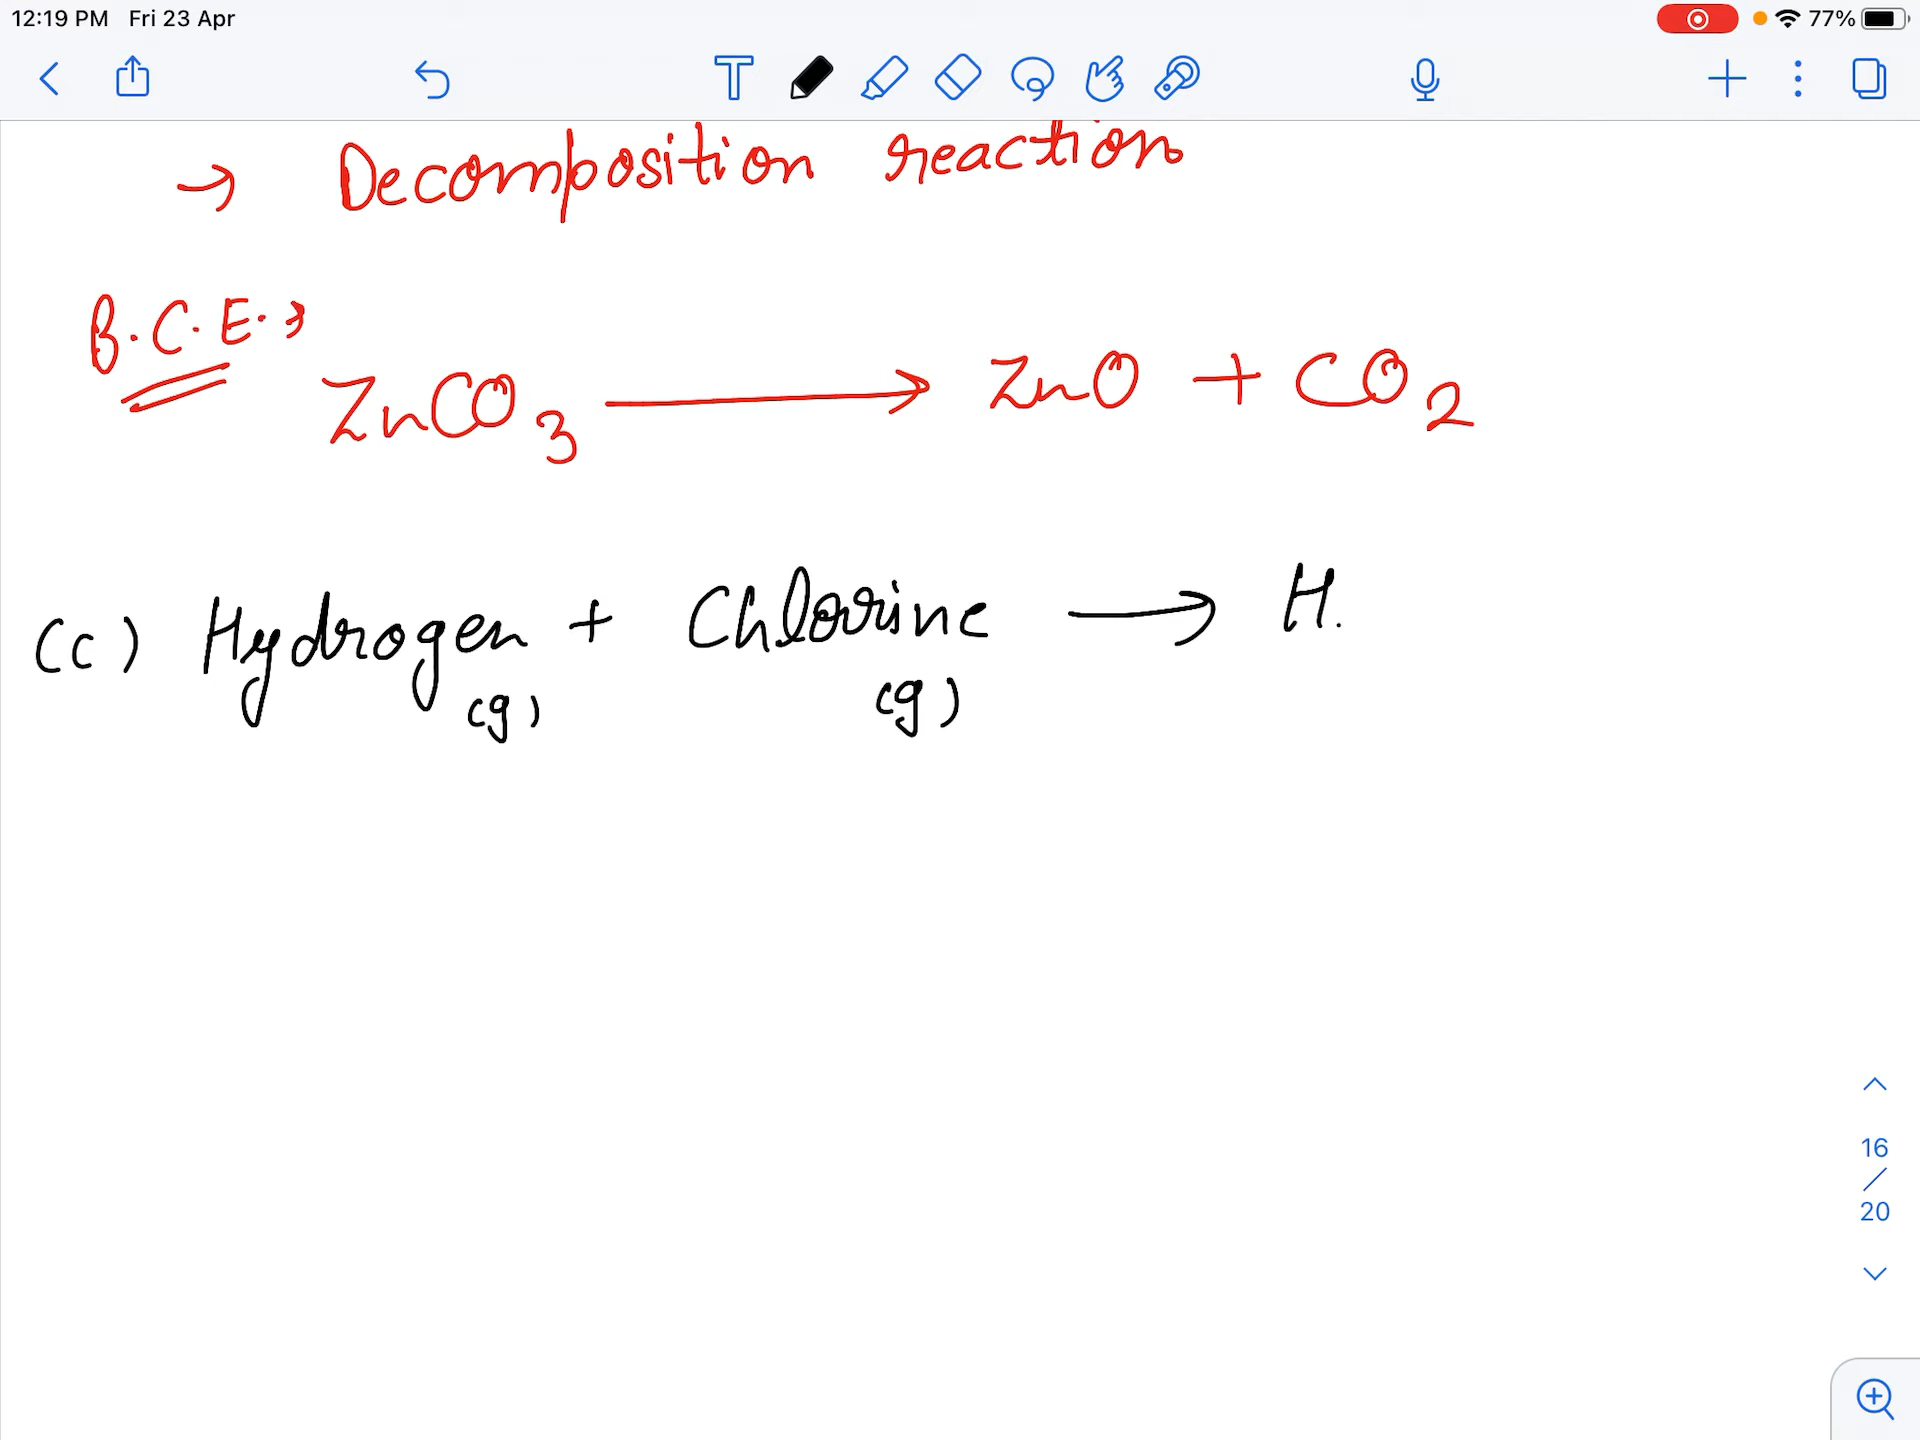 12:19 PM Fri 23 Apr 77%
T
→ Decomposition reaction
B.C.E. →
ZnCO3 → ZnO + CO2
(c) Hydrogen + Chlorine → H.
(g) (g)
16
/
20